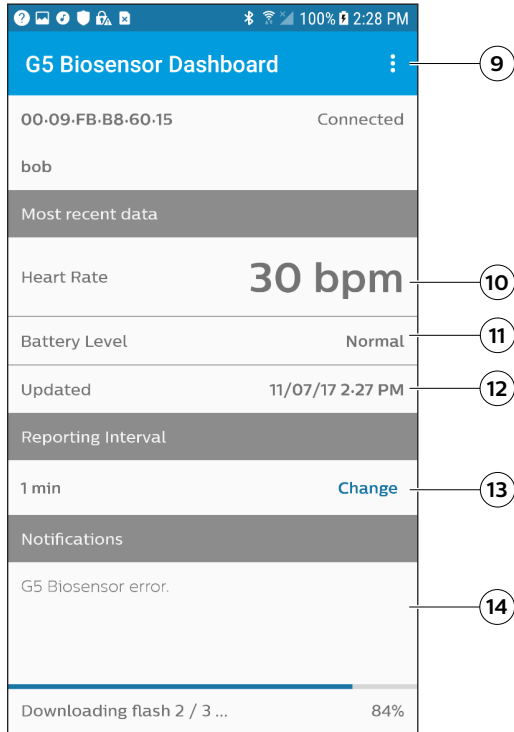 100% 2:28 PM
G5 Biosensor Dashboard
9
00·09·FB·B8·60·15 Connected
bob
Most recent data
Heart Rate 30 bpm
10
Battery Level Normal
11
Updated 11/07/17 2·27 PM
12
Reporting Interval
1 min Change
13
Notifications
G5 Biosensor error.
14
Downloading flash 2 / 3 ... 84%